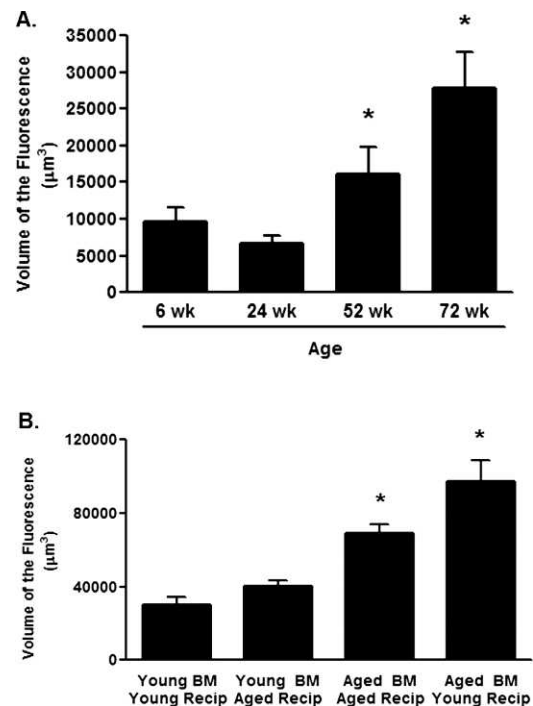 A.
Volume of the Fluorescence
(μm³)
35000
30000
25000
20000
15000
10000
5000
0
*
*
6 wk 24 wk 52 wk 72 wk
Age
B.
Volume of the Fluorescence
(μm³)
120000
80000
40000
0
*
*
Young BM Young BM Aged BM Aged BM
Young Recip Aged Recip Aged Recip Young Recip